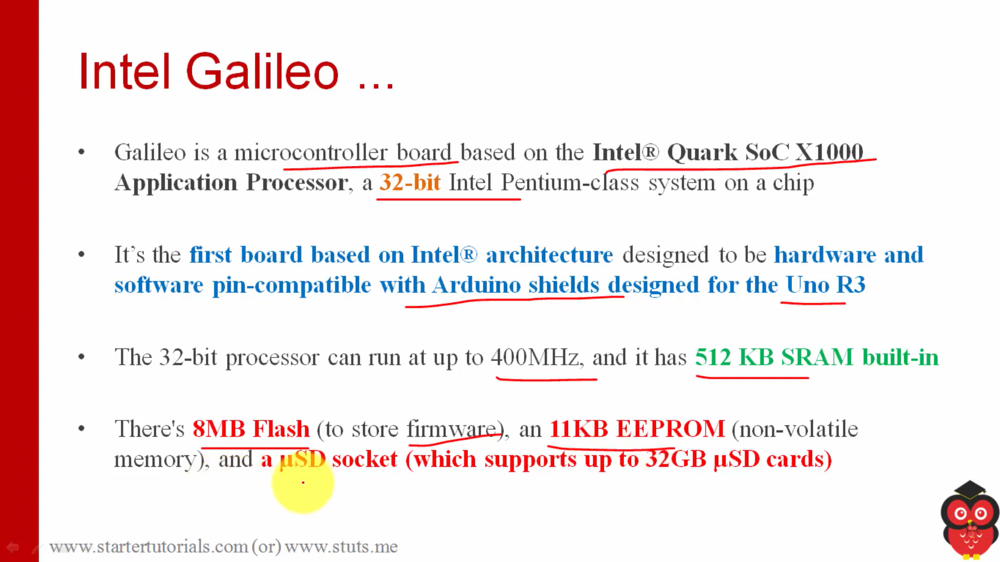 Intel Galileo ...
• Galileo is a microcontroller board based on the Intel® Quark SoC X1000
Application Processor, a 32-bit Intel Pentium-class system on a chip
• It’s the first board based on Intel® architecture designed to be hardware and
software pin-compatible with Arduino shields designed for the Uno R3
• The 32-bit processor can run at up to 400MHz, and it has 512 KB SRAM built-in
• There's 8MB Flash (to store firmware), an 11KB EEPROM (non-volatile
memory), and a µSD socket (which supports up to 32GB µSD cards)
www.startertutorials.com (or) www.stuts.me